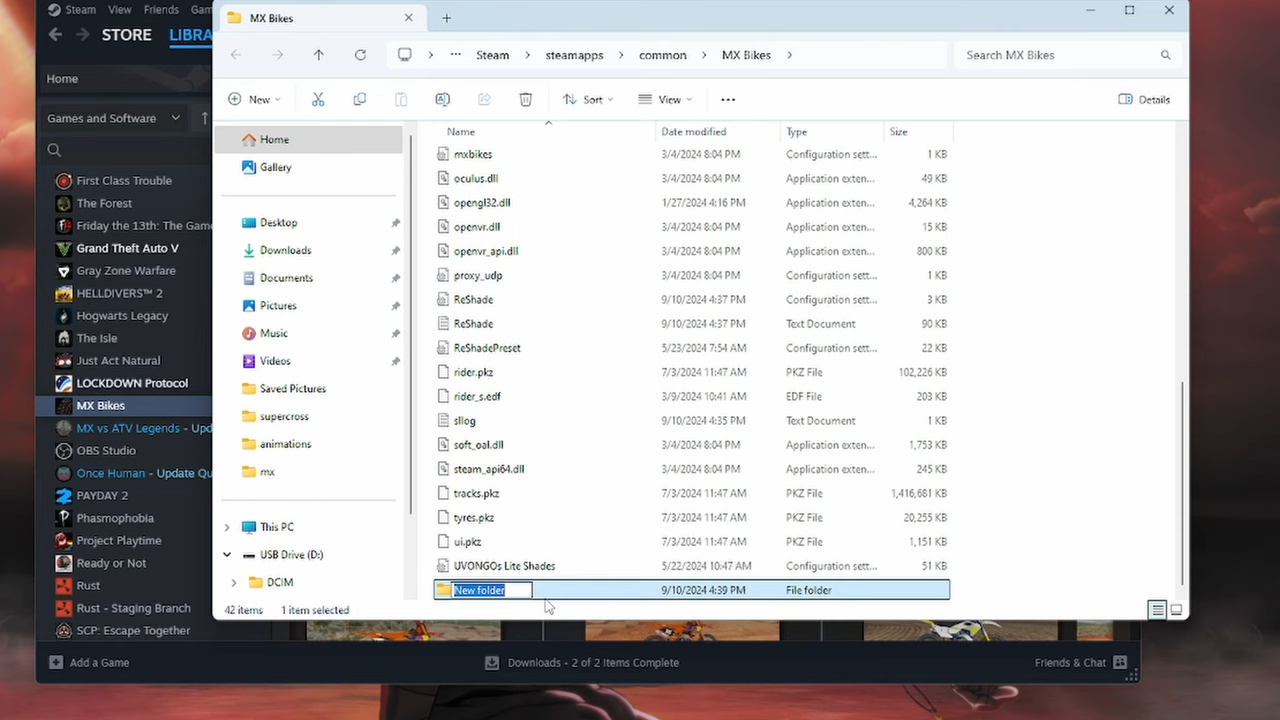 Steam View Friends Gam
STORE LIBRA
Home
Games and Software
First Class Trouble
The Forest
Friday the 13th: The Game
Grand Theft Auto V
Gray Zone Warfare
HELLDIVERS™ 2
Hogwarts Legacy
The Isle
Just Act Natural
LOCKDOWN Protocol
MX Bikes
MX vs ATV Legends - Upd
OBS Studio
Once Human - Update Qu
PAYDAY 2
Phasmophobia
Project Playtime
Ready or Not
Rust
Rust - Staging Branch
SCP: Escape Together
Add a Game
Downloads - 2 of 2 Items Complete
Friends & Chat
MX Bikes
Steam steamapps common MX Bikes
Search MX Bikes
New Sort View Details
Home
Gallery
Desktop
Downloads
Documents
Pictures
Music
Videos
Saved Pictures
supercross
animations
mx
This PC
USB Drive (D:)
DCIM
Name Date modified Type Size
mxbikes 3/4/2024 8:04 PM Configuration sett... 1 KB
oculus.dll 3/4/2024 8:04 PM Application exten... 49 KB
opengl32.dll 1/27/2024 4:16 PM Application exten... 4,264 KB
openvr.dll 3/4/2024 8:04 PM Application exten... 15 KB
openvr_api.dll 3/4/2024 8:04 PM Application exten... 800 KB
proxy_udp 3/4/2024 8:04 PM Configuration sett... 1 KB
ReShade 9/10/2024 4:37 PM Configuration sett... 3 KB
ReShade 9/10/2024 4:37 PM Text Document 90 KB
ReShadePreset 5/23/2024 7:54 AM Configuration sett... 22 KB
rider.pkz 7/3/2024 11:47 AM PKZ File 102,226 KB
rider_s.edf 3/9/2024 10:41 AM EDF File 203 KB
sllog 9/10/2024 4:35 PM Text Document 1 KB
soft_oal.dll 3/4/2024 8:04 PM Application exten... 1,753 KB
steam_api64.dll 3/4/2024 8:04 PM Application exten... 245 KB
tracks.pkz 7/3/2024 11:47 AM PKZ File 1,416,681 KB
tyres.pkz 7/3/2024 11:47 AM PKZ File 20,255 KB
ui.pkz 7/3/2024 11:47 AM PKZ File 1,151 KB
UVONGOs Lite Shades 5/22/2024 10:47 AM Configuration sett... 51 KB
New folder 9/10/2024 4:39 PM File folder
42 items 1 item selected